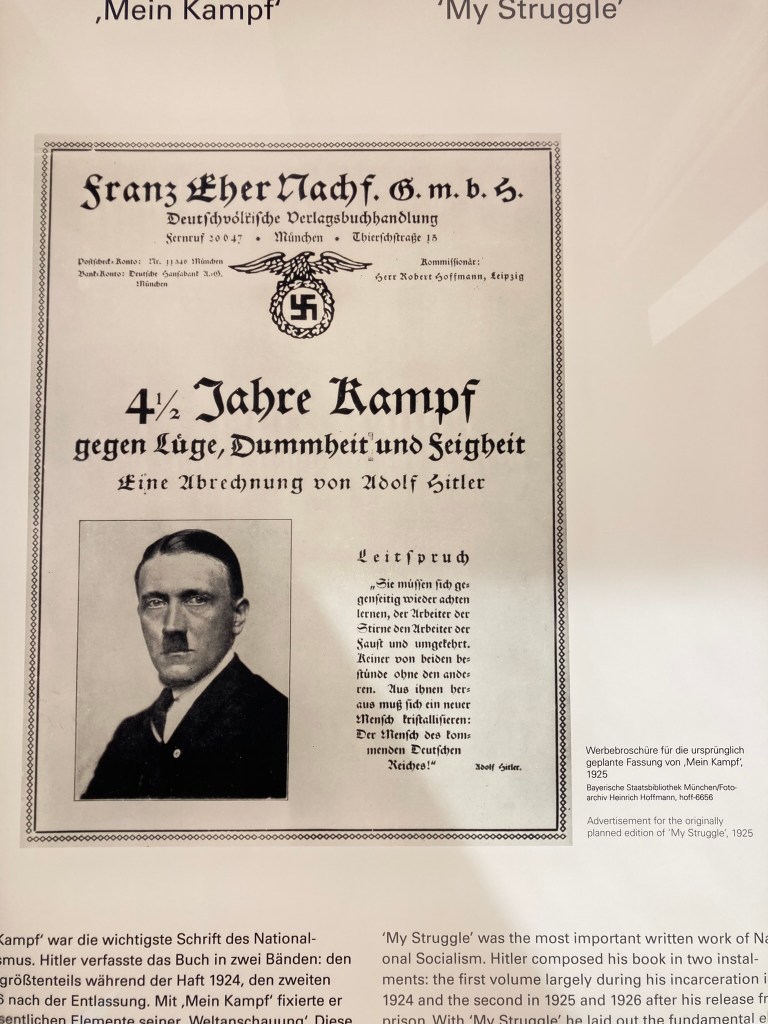 ‚Mein Kampf‘
‘My Struggle’
Franz Eher Nachf. G. m. b. H.
Deutschvölkische Verlagsbuchhandlung
Fernruf 20647 • München • Thierschstraße 15
Postscheck-Konto: Nr. 11340 München
Bank-Konto: Deutsche Hansabank A.-G.
München
Kommissionär:
Herr Robert Hoffmann, Leipzig
4½ Jahre Kampf
gegen Lüge, Dummheit und Feigheit
Eine Abrechnung von Adolf Hitler
Leitspruch
„Sie müssen sich ge-
genseitig wieder achten
lernen, der Arbeiter der
Stirne den Arbeiter der
Faust und umgekehrt.
Keiner von beiden be-
stünde ohne den ande-
ren. Aus ihnen her-
aus muß sich ein neuer
Mensch kristallisieren:
Der Mensch des kom-
menden Deutschen
Reiches!“ Adolf Hitler.
Werbebroschüre für die ursprünglich
geplante Fassung von ‚Mein Kampf‘,
1925
Bayerische Staatsbibliothek München/Foto-
archiv Heinrich Hoffmann, hoff-6656
Advertisement for the originally
planned edition of ‘My Struggle’, 1925
Kampf‘ war die wichtigste Schrift des National-
smus. Hitler verfasste das Buch in zwei Bänden: den
größtenteils während der Haft 1924, den zweiten
6 nach der Entlassung. Mit ‚Mein Kampf‘ fixierte er
sentlichen Elemente seiner ‚Weltanschauung‘. Diese
‘My Struggle’ was the most important written work of Na
onal Socialism. Hitler composed his book in two instal-
ments: the first volume largely during his incarceration i
1924 and the second in 1925 and 1926 after his release fr
prison. With ‘My Struggle’ he laid out the fundamental e